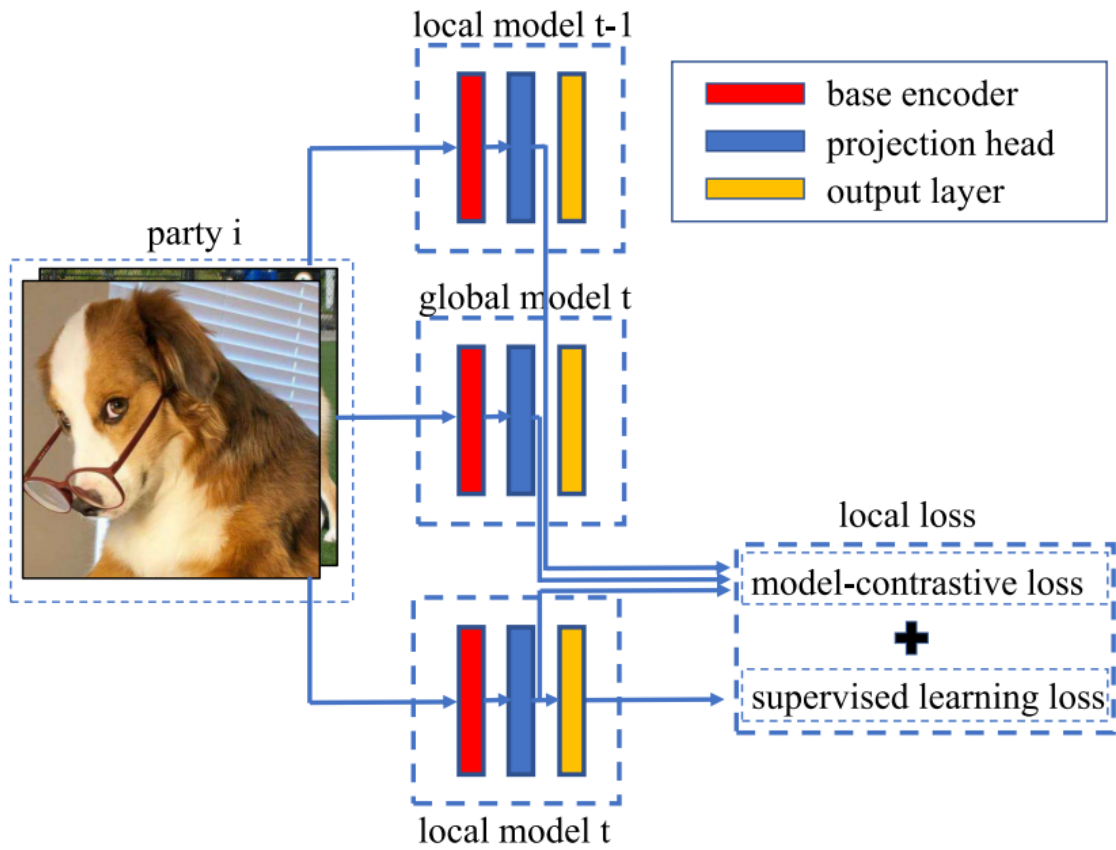 local model t-1
base encoder
projection head
output layer
party i
global model t
local loss
model-contrastive loss
supervised learning loss
local model t